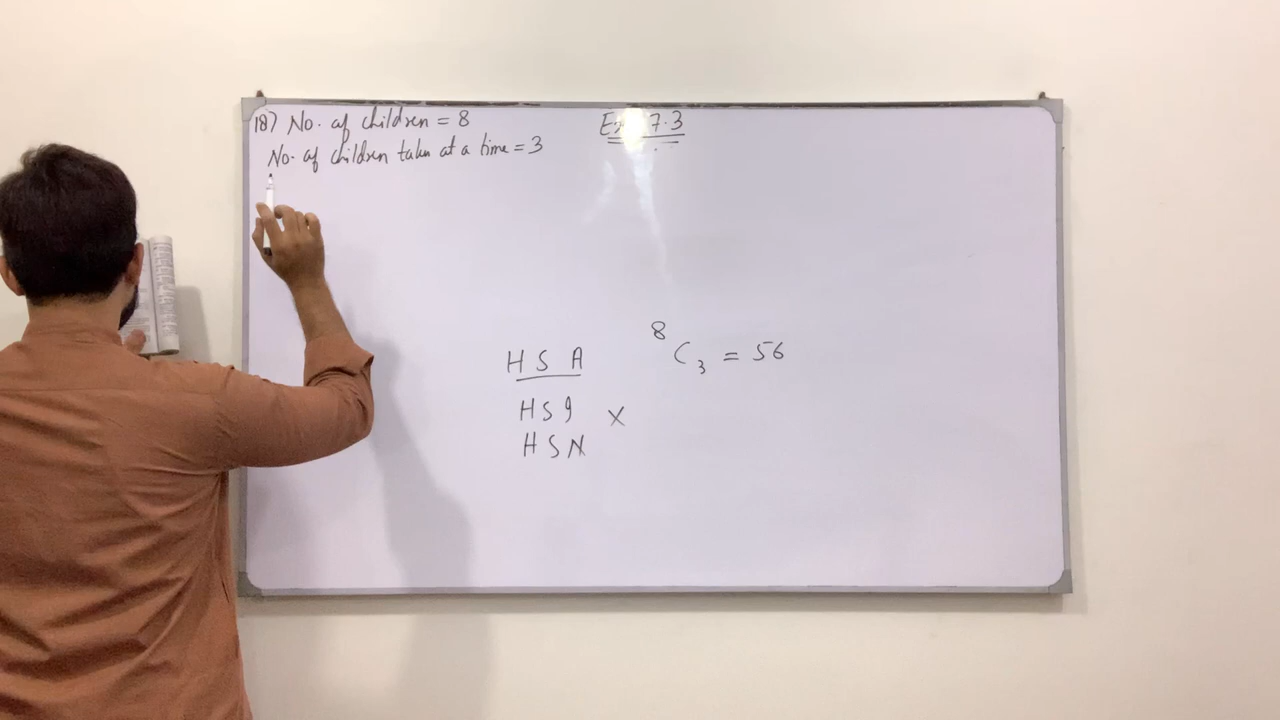 18) No. of children = 8
No. of children taken at a time = 3
Ex 7.3
8C3 = 56
H S A
H S I X
H S N